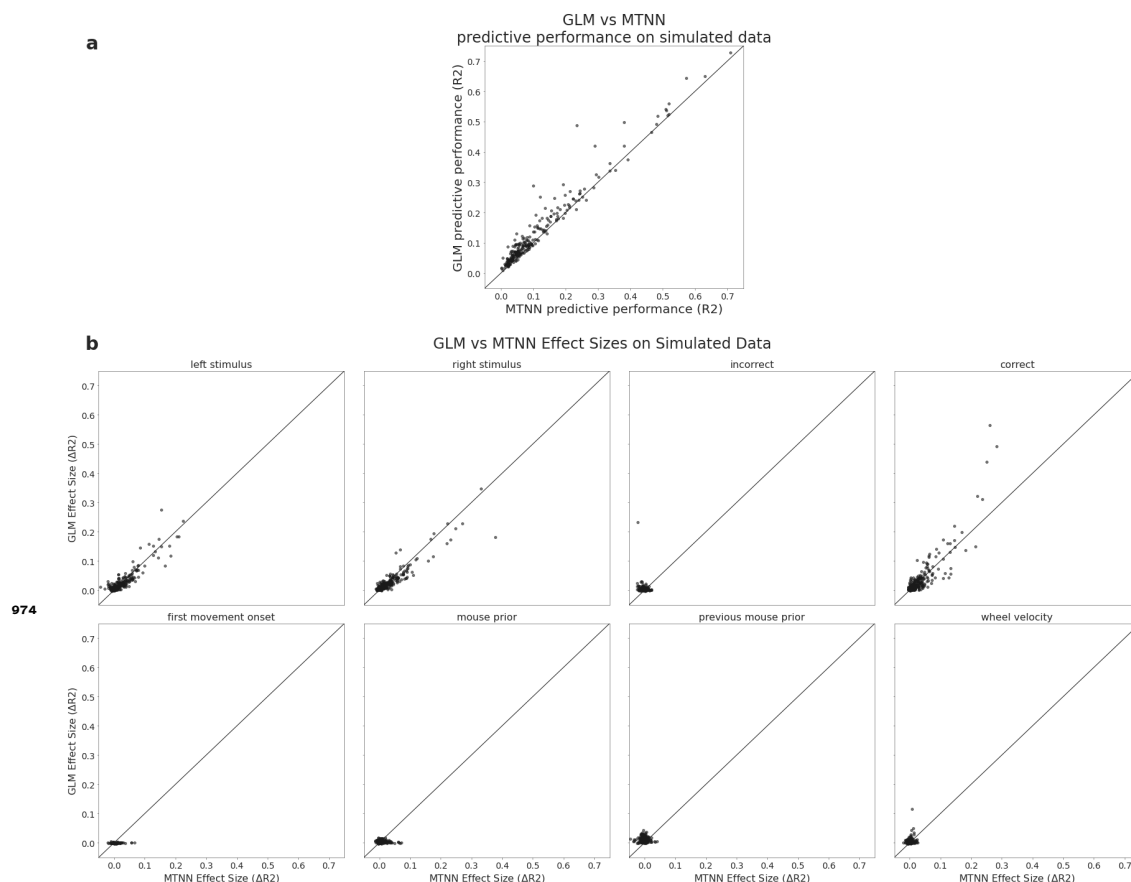 GLM vs MTNN
predictive performance on simulated data
a
0.7
0.6
0.5
0.4
0.3
0.2
0.1
0.0
GLM predictive performance (R2)
0.0 0.1 0.2 0.3 0.4 0.5 0.6 0.7
MTNN predictive performance (R2)
b
GLM vs MTNN Effect Sizes on Simulated Data
left stimulus right stimulus incorrect correct
0.7
0.6
0.5
0.4
0.3
0.2
0.1
0.0
GLM Effect Size (ΔR2)
974
first movement onset mouse prior previous mouse prior wheel velocity
0.7
0.6
0.5
0.4
0.3
0.2
0.1
0.0
GLM Effect Size (ΔR2)
0.0 0.1 0.2 0.3 0.4 0.5 0.6 0.7 0.0 0.1 0.2 0.3 0.4 0.5 0.6 0.7 0.0 0.1 0.2 0.3 0.4 0.5 0.6 0.7 0.0 0.1 0.2 0.3 0.4 0.5 0.6 0.7
MTNN Effect Size (ΔR2) MTNN Effect Size (ΔR2) MTNN Effect Size (ΔR2) MTNN Effect Size (ΔR2)